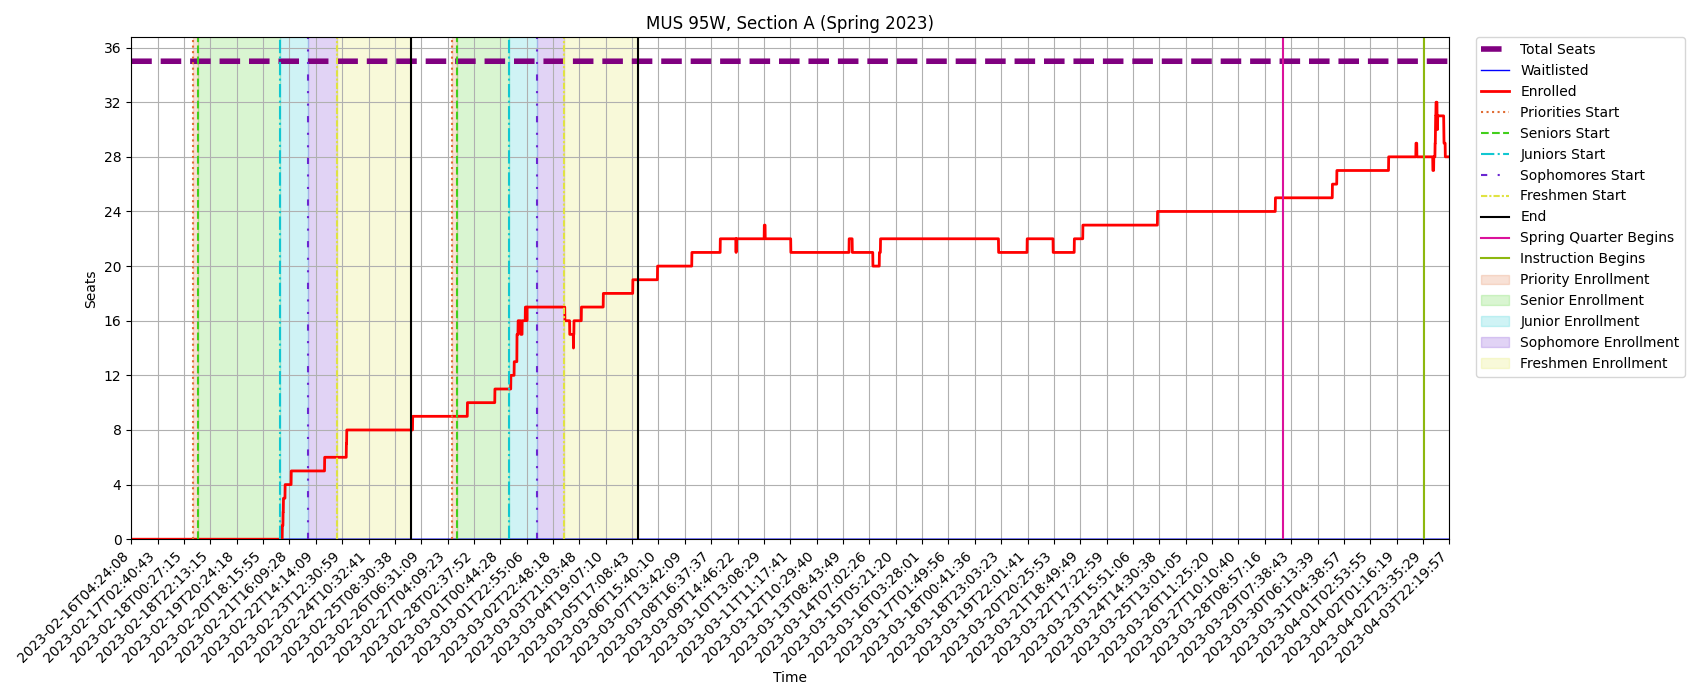 MUS 95W, Section A (Spring 2023)
36
32
28
24
20
16
12
8
4
0
Seats
2023-02-16T04:24:08
2023-02-17T02:40:43
2023-02-18T00:27:15
2023-02-18T22:13:15
2023-02-19T20:24:18
2023-02-20T18:15:55
2023-02-21T16:09:28
2023-02-22T14:14:09
2023-02-23T12:30:59
2023-02-24T10:32:41
2023-02-25T08:30:38
2023-02-26T06:31:09
2023-02-27T04:09:23
2023-02-28T02:37:52
2023-03-01T00:44:28
2023-03-01T22:55:06
2023-03-02T22:48:18
2023-03-03T21:03:48
2023-03-04T19:07:10
2023-03-05T17:08:43
2023-03-06T15:40:10
2023-03-07T13:42:09
2023-03-08T16:37:37
2023-03-09T14:46:22
2023-03-10T13:08:29
2023-03-11T11:17:41
2023-03-12T10:29:40
2023-03-13T08:43:49
2023-03-14T07:02:26
2023-03-15T05:21:20
2023-03-16T03:28:01
2023-03-17T01:49:56
2023-03-18T00:41:36
2023-03-18T23:03:23
2023-03-19T22:01:41
2023-03-20T20:25:53
2023-03-21T18:49:49
2023-03-22T17:22:59
2023-03-23T15:51:06
2023-03-24T14:30:38
2023-03-25T13:01:05
2023-03-26T11:25:20
2023-03-27T10:10:40
2023-03-28T08:57:16
2023-03-29T07:38:43
2023-03-30T06:13:39
2023-03-31T04:38:57
2023-04-01T02:53:55
2023-04-02T01:16:19
2023-04-02T23:35:29
2023-04-03T22:19:57
Time
Total Seats
Waitlisted
Enrolled
Priorities Start
Seniors Start
Juniors Start
Sophomores Start
Freshmen Start
End
Spring Quarter Begins
Instruction Begins
Priority Enrollment
Senior Enrollment
Junior Enrollment
Sophomore Enrollment
Freshmen Enrollment